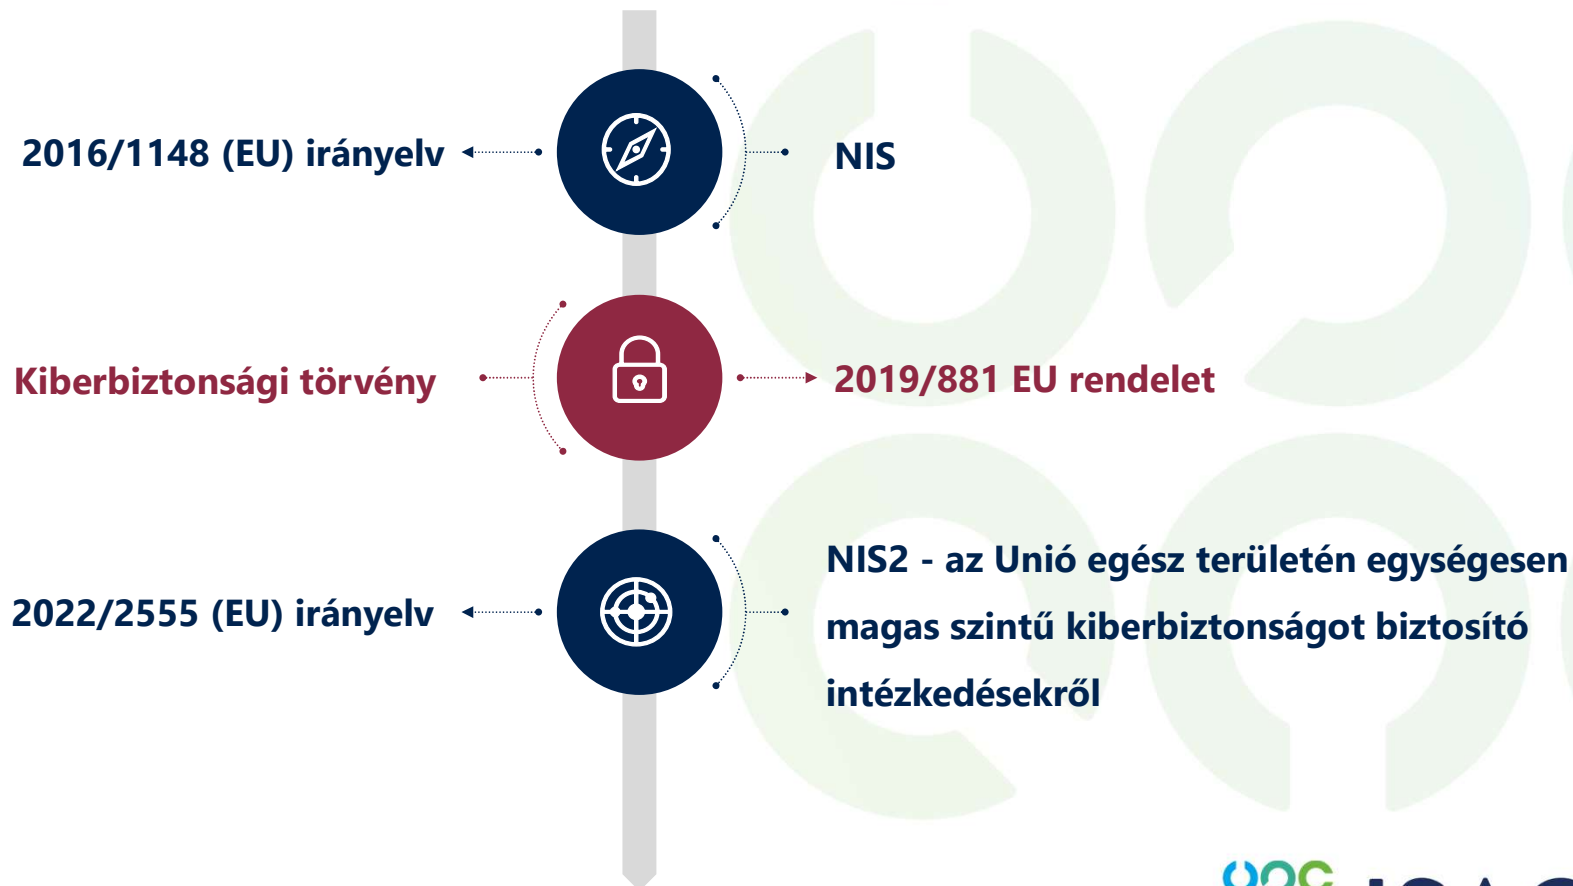 2016/1148 (EU) irányelv
NIS
Kiberbiztonsági törvény
2019/881 EU rendelet
2022/2555 (EU) irányelv
NIS2 - az Unió egész területén egységesen
magas szintű kiberbiztonságot biztosító
intézkedésekről